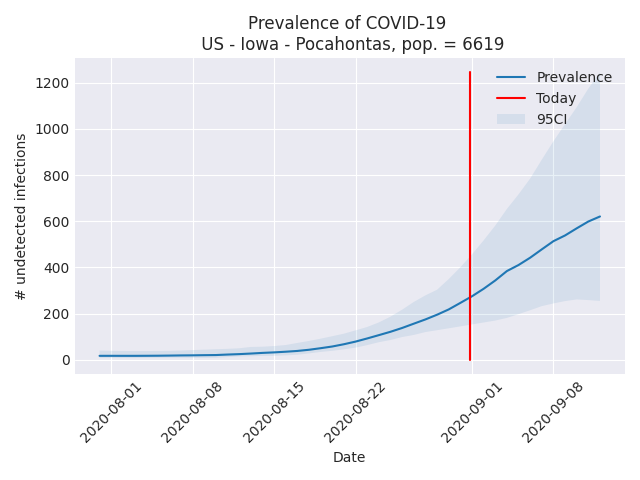 Prevalence of COVID-19
US - Iowa - Pocahontas, pop. = 6619
Prevalence
Today
95CI
1200
1000
800
600
400
200
0
# undetected infections
2020-08-01
2020-08-08
2020-08-15
2020-08-22
2020-09-01
2020-09-08
Date